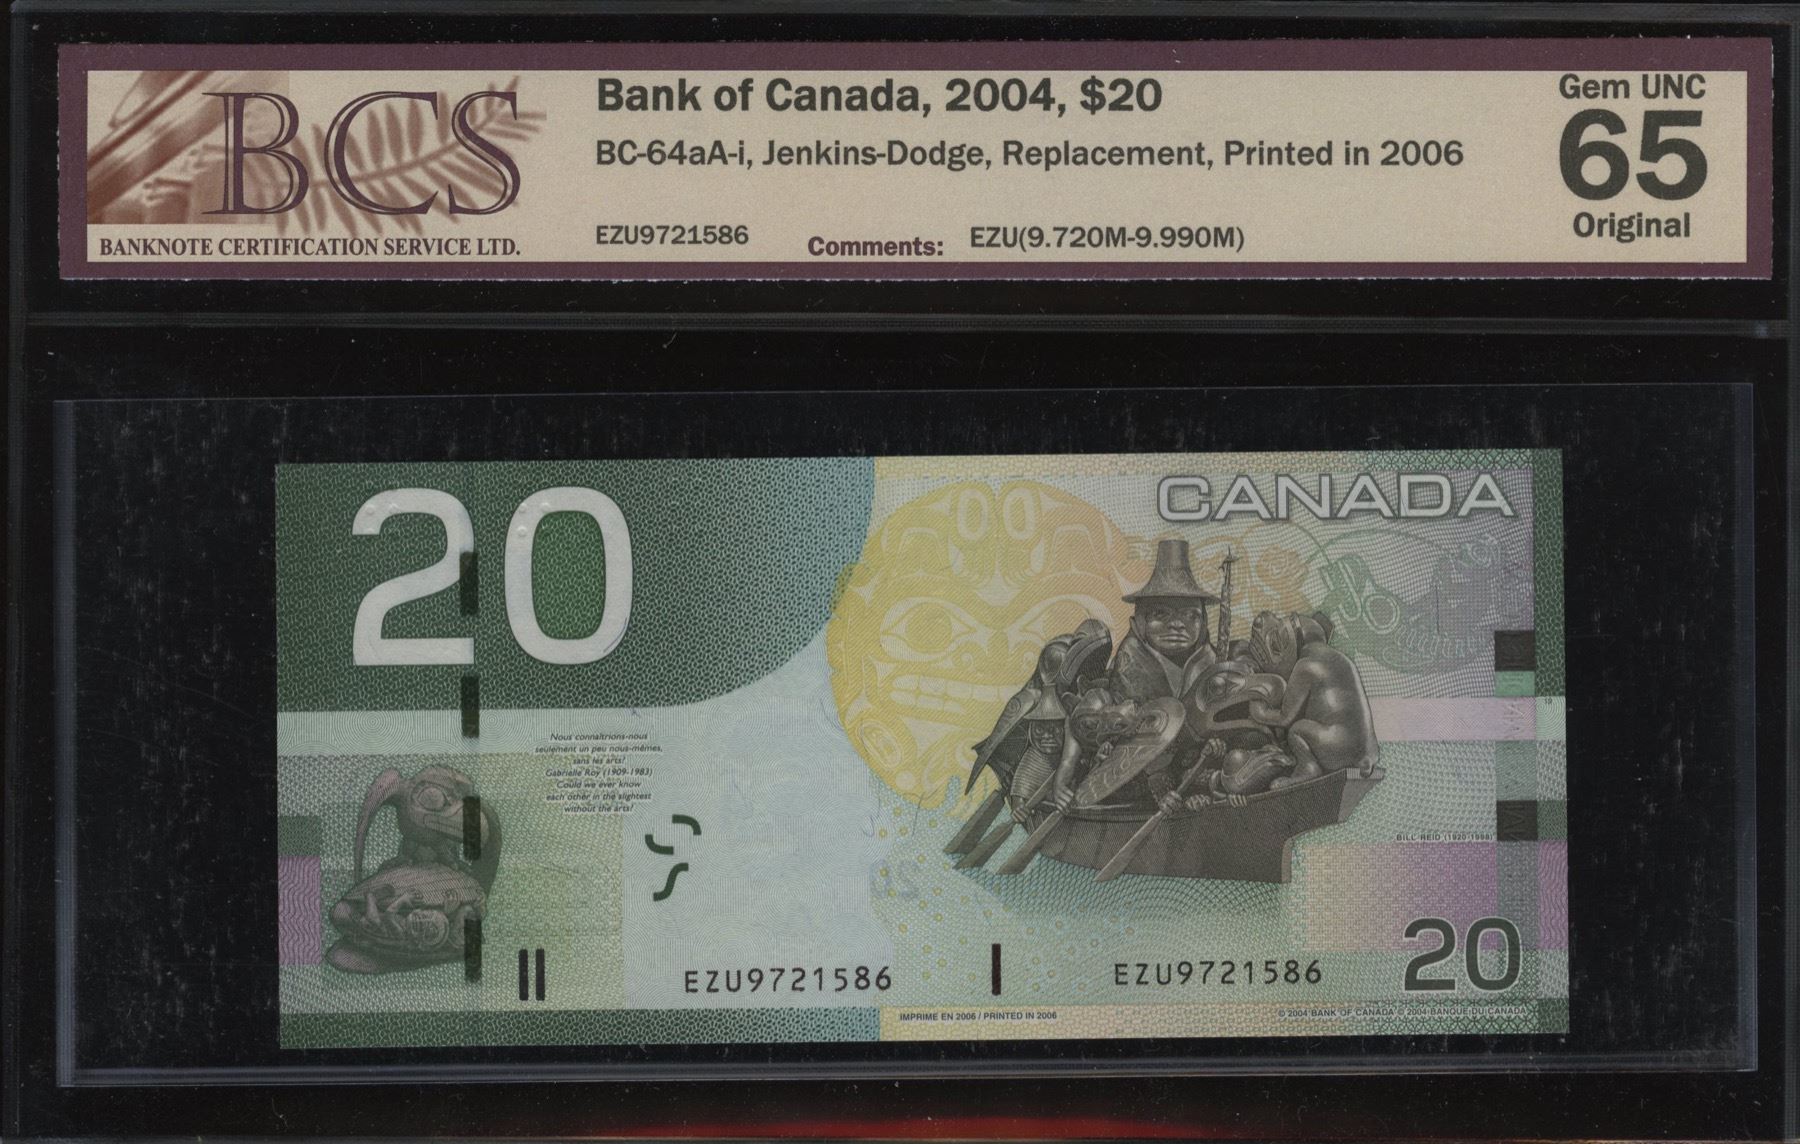 BCS
BANKNOTE CERTIFICATION SERVICE LTD.
Bank of Canada, 2004, $20
BC-64aA-i, Jenkins-Dodge, Replacement, Printed in 2006
EZU9721586
Comments: EZU(9.720M-9.990M)
Gem UNC
65
Original
20
CANADA
Nous connaîtrions-nous
seulement un peu nous-mêmes,
sans les arts?
Gabrielle Roy (1909-1983)
Could we ever know
each other in the slightest
without the arts?
19
BILL REID (1920-1998)
EZU9721586
EZU9721586
20
IMPRIME EN 2006 / PRINTED IN 2006
© 2004 BANK OF CANADA © 2004 BANQUE DU CANADA